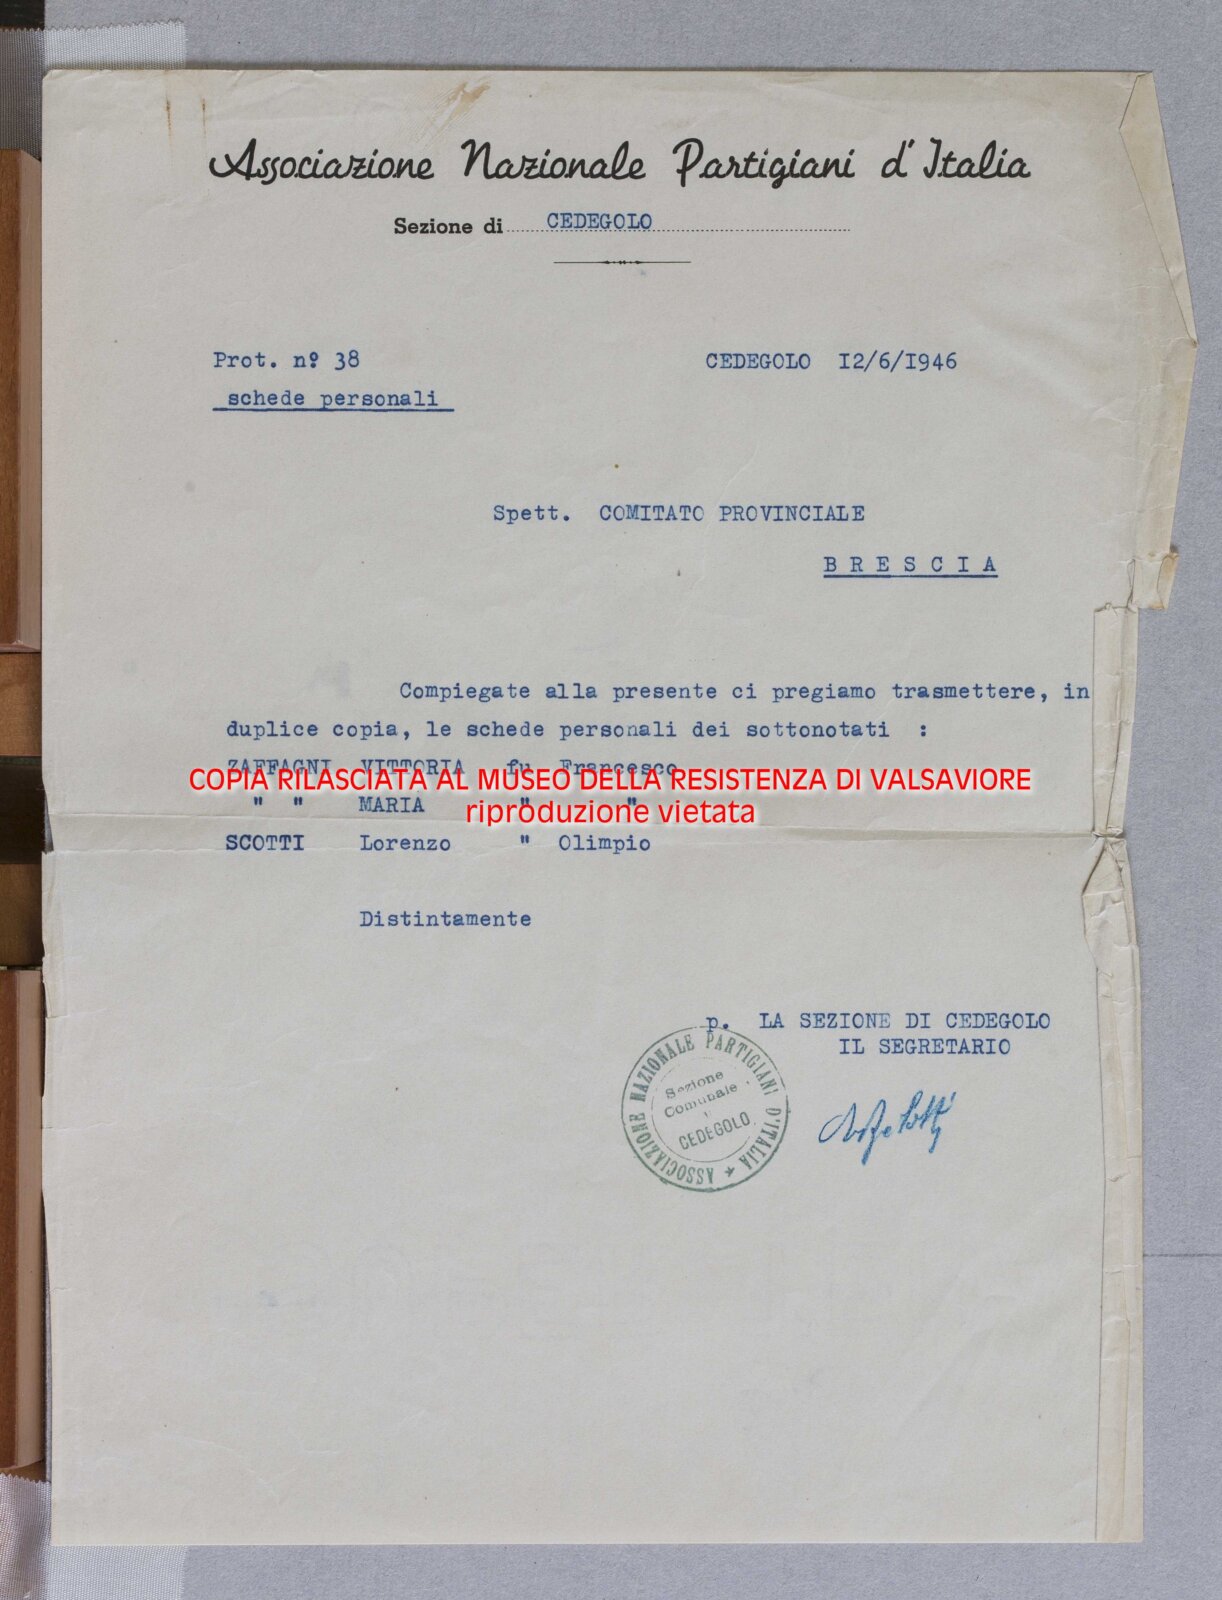 Associazione Nazionale Partigiani d'Italia
Sezione di CEDEGOLO
Prot. nº 38 CEDEGOLO I2/6/I946
schede personali
Spett. COMITATO PROVINCIALE
B R E S C I A
Compiegate alla presente ci pregiamo trasmettere, in
duplice copia, le schede personali dei sottonotati :
ZAFFAGNI VITTORIA fu Francesco
COPIA RILASCIATA AL MUSEO DELLA RESISTENZA DI VALSAVIORE
" " MARIA " "
riproduzione vietata
SCOTTI Lorenzo " Olimpio
Distintamente
p. LA SEZIONE DI CEDEGOLO
IL SEGRETARIO
ASSOCIAZIONE NAZIONALE PARTIGIANI D'ITALIA
Sezione
Comunale
CEDEGOLO